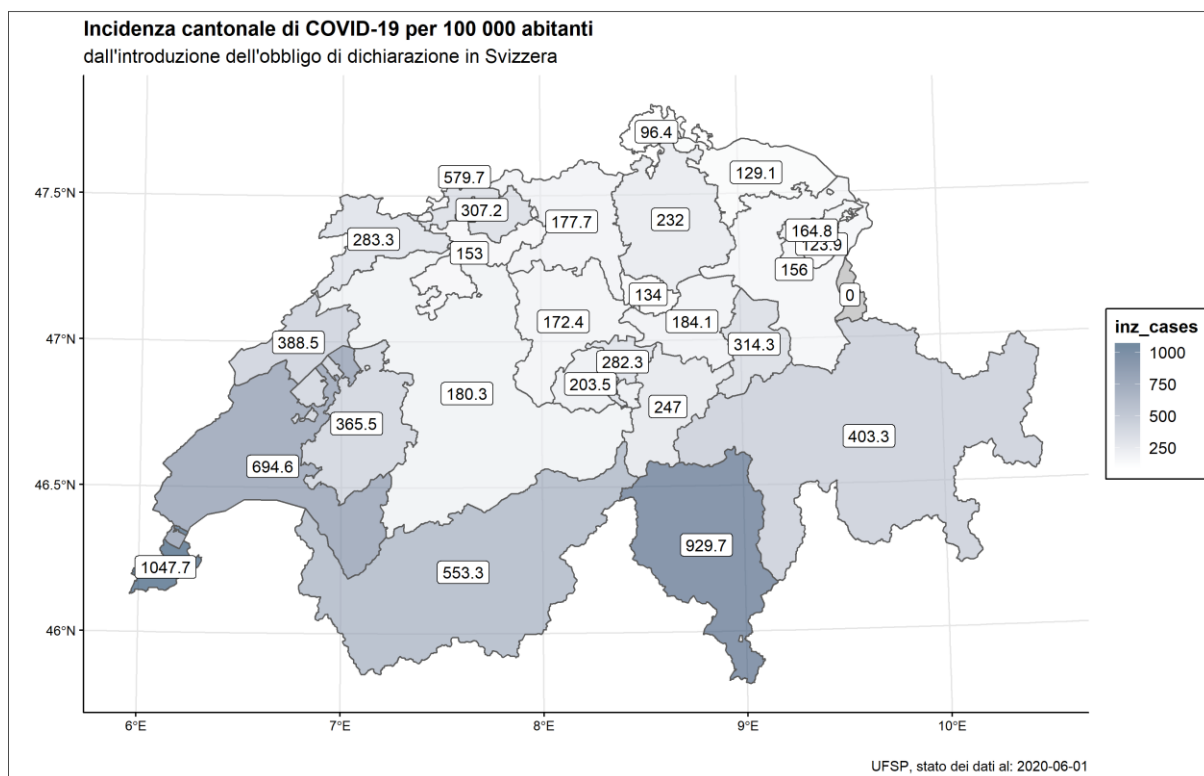 Incidenza cantonale di COVID-19 per 100 000 abitanti
dall'introduzione dell'obbligo di dichiarazione in Svizzera
96.4
579.7
129.1
47.5°N
307.2
177.7
232
164.8
123.9
283.3
153
156
134
0
172.4
184.1
47°N
388.5
314.3
282.3
203.5
180.3
247
365.5
403.3
694.6
46.5°N
929.7
1047.7
553.3
46°N
6°E
7°E
8°E
9°E
10°E
inz_cases
1000
750
500
250
UFSP, stato dei dati al: 2020-06-01